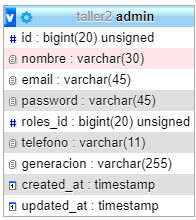 taller2 admin
id : bigint(20) unsigned
nombre : varchar(30)
email : varchar(45)
password : varchar(45)
roles_id : bigint(20) unsigned
telefono : varchar(11)
generacion : varchar(255)
created_at : timestamp
updated_at : timestamp